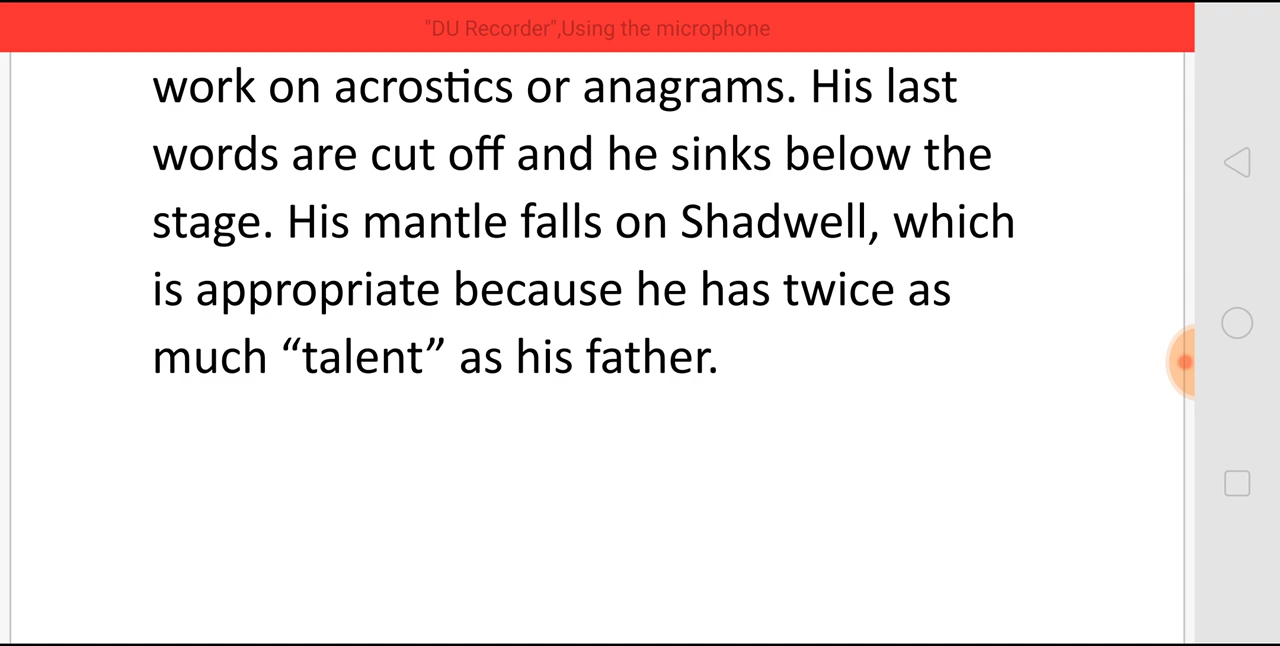 "DU Recorder",Using the microphone
work on acrostics or anagrams. His last
words are cut off and he sinks below the
stage. His mantle falls on Shadwell, which
is appropriate because he has twice as
much “talent” as his father.